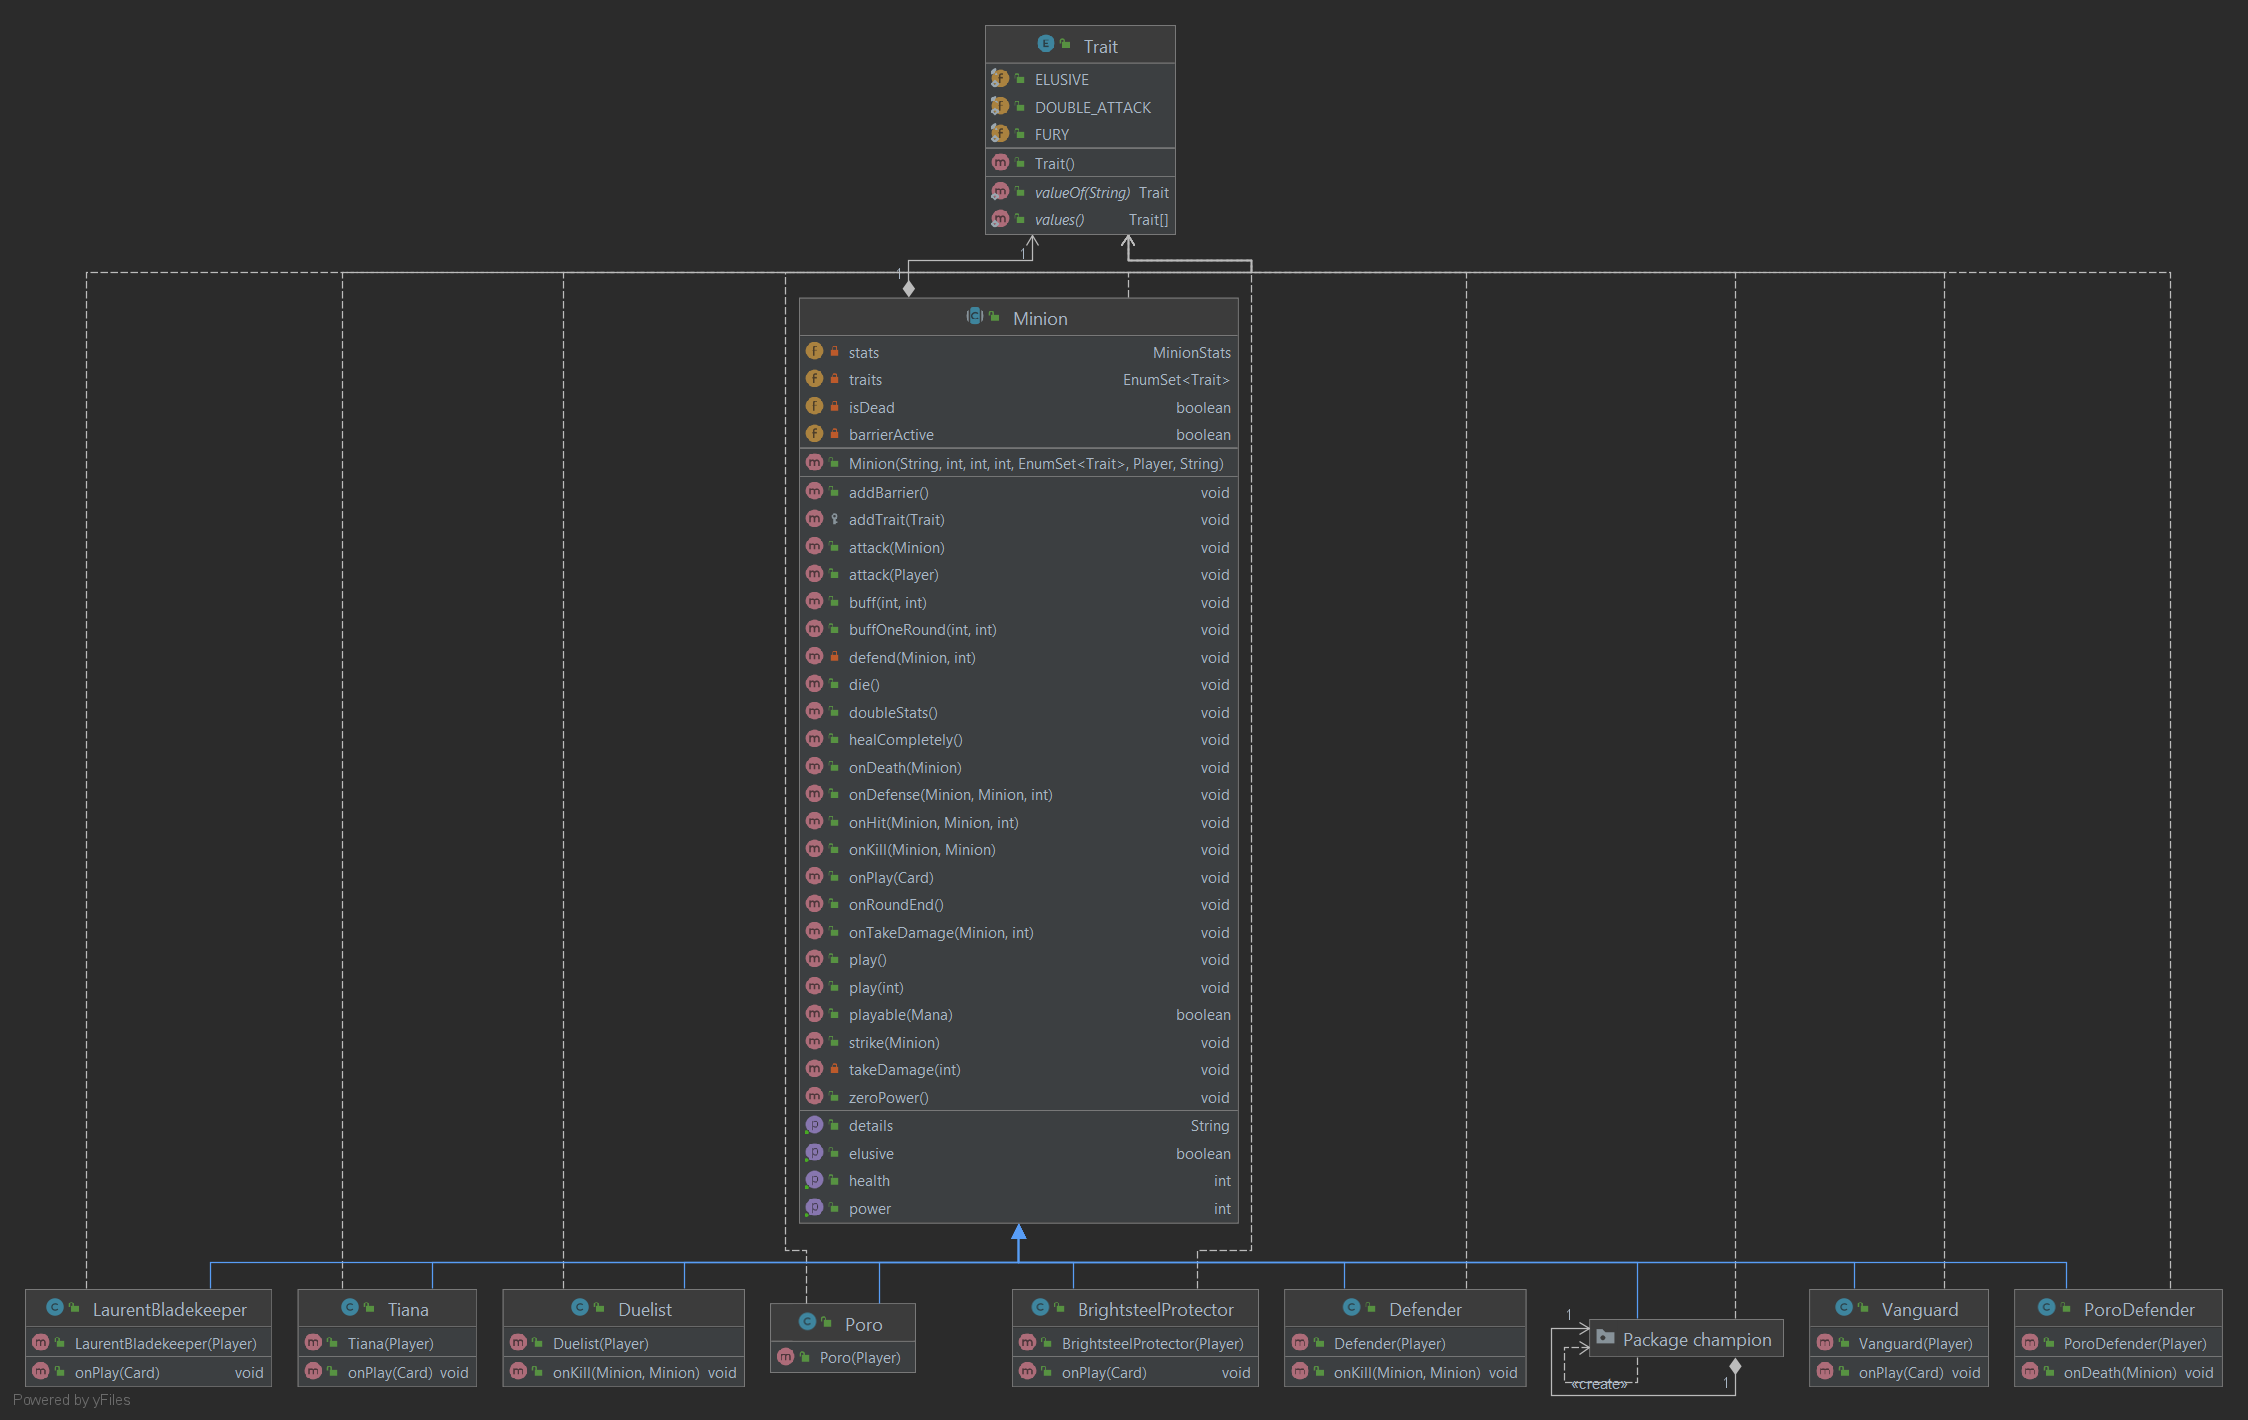 Trait
ELUSIVE
DOUBLE_ATTACK
FURY
Trait()
valueOf(String) Trait
values() Trait[]
1
1
Minion
stats MinionStats
traits EnumSet<Trait>
isDead boolean
barrierActive boolean
Minion(String, int, int, int, EnumSet<Trait>, Player, String)
addBarrier() void
addTrait(Trait) void
attack(Minion) void
attack(Player) void
buff(int, int) void
buffOneRound(int, int) void
defend(Minion, int) void
die() void
doubleStats() void
healCompletely() void
onDeath(Minion) void
onDefense(Minion, Minion, int) void
onHit(Minion, Minion, int) void
onKill(Minion, Minion) void
onPlay(Card) void
onRoundEnd() void
onTakeDamage(Minion, int) void
play() void
play(int) void
playable(Mana) boolean
strike(Minion) void
takeDamage(int) void
zeroPower() void
details String
elusive boolean
health int
power int
LaurentBladekeeper
LaurentBladekeeper(Player)
onPlay(Card) void
Tiana
Tiana(Player)
onPlay(Card) void
Duelist
Duelist(Player)
onKill(Minion, Minion) void
Poro
Poro(Player)
BrightsteelProtector
BrightsteelProtector(Player)
onPlay(Card) void
Defender
Defender(Player)
onKill(Minion, Minion) void
1
Package champion
«create»
1
Vanguard
Vanguard(Player)
onPlay(Card) void
PoroDefender
PoroDefender(Player)
onDeath(Minion) void
Powered by yFiles